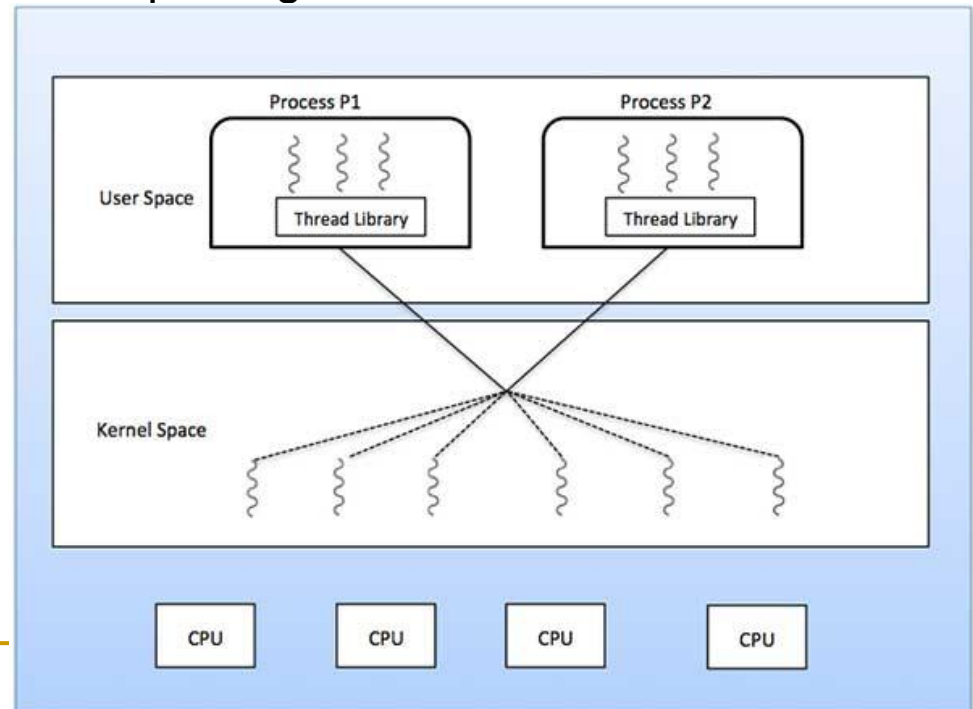 Process P1
Process P2
User Space
Thread Library
Thread Library
Kernel Space
CPU
CPU
CPU
CPU